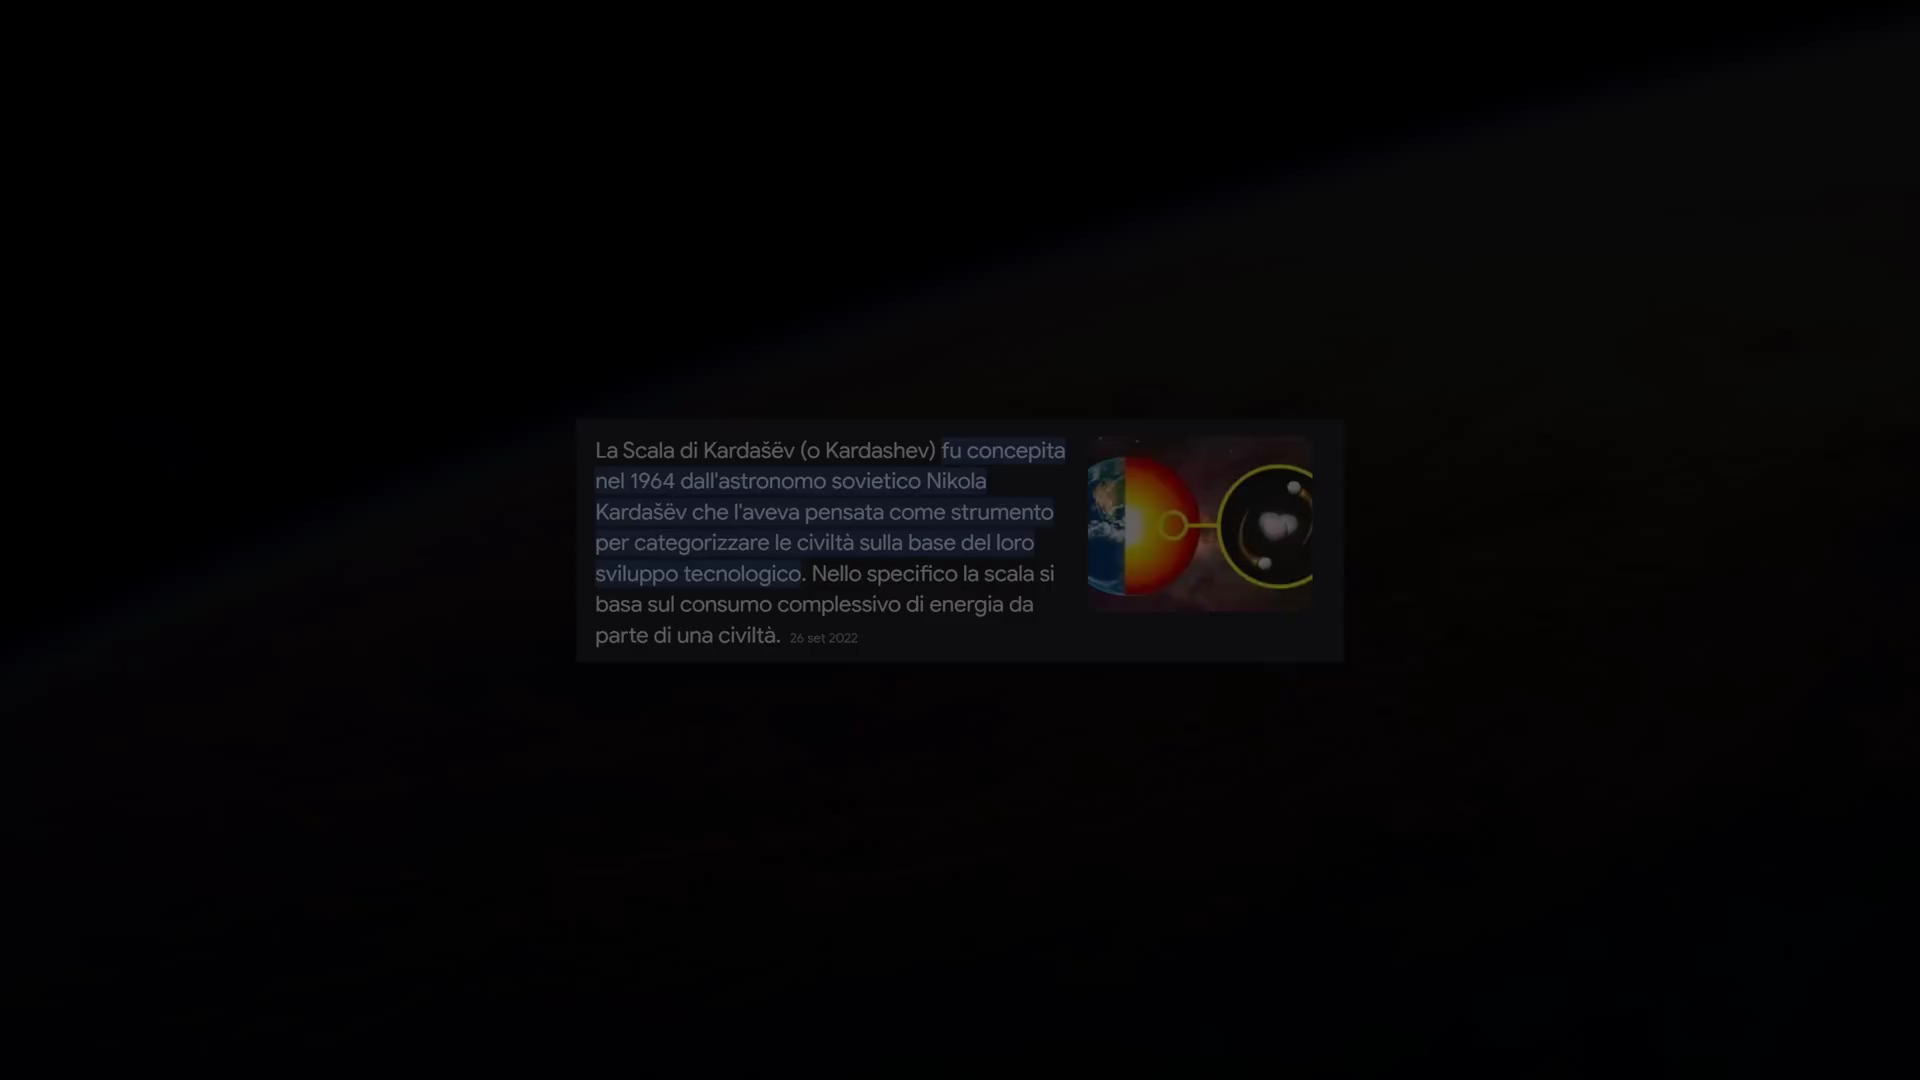 La Scala di Kardašëv (o Kardashev) fu concepita
nel 1964 dall'astronomo sovietico Nikola
Kardašëv che l'aveva pensata come strumento
per categorizzare le civiltà sulla base del loro
sviluppo tecnologico. Nello specifico la scala si
basa sul consumo complessivo di energia da
parte di una civiltà. 26 set 2022